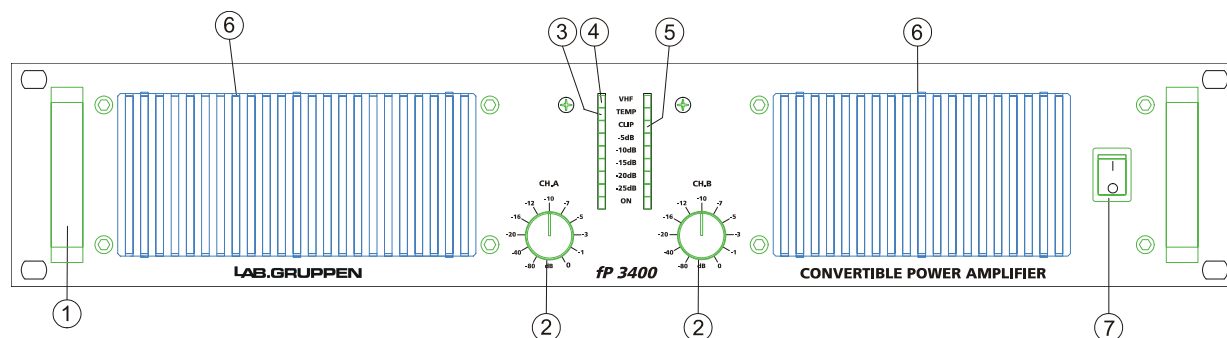 6
3
4
5
6
VHF
TEMP
CLIP
-5dB
-10dB
-15dB
-20dB
-25dB
ON
CH.A
-10
-12 -7
-16 -5
-20 -3
-40 -1
-80 dB 0
CH.B
-10
-12 -7
-16 -5
-20 -3
-40 -1
-80 dB 0
I
O
LAB.GRUPPEN
fP 3400
CONVERTIBLE POWER AMPLIFIER
1
2
2
7